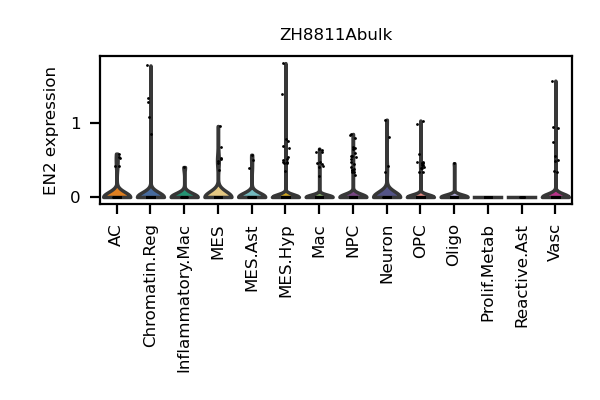 ZH8811Abulk
EN2 expression
1
0
AC
Chromatin.Reg
Inflammatory.Mac
MES
MES.Ast
MES.Hyp
Mac
NPC
Neuron
OPC
Oligo
Prolif.Metab
Reactive.Ast
Vasc